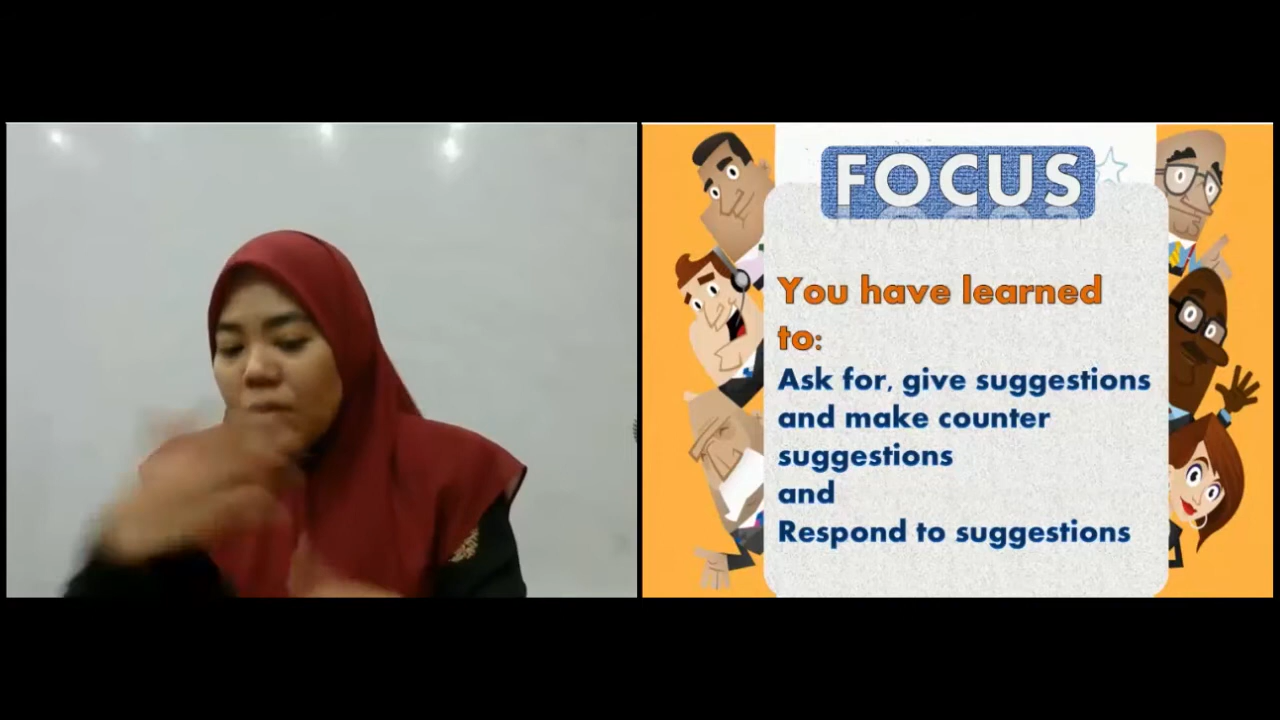 FOCUS
You have learned
to:
Ask for, give suggestions
and make counter
suggestions
and
Respond to suggestions